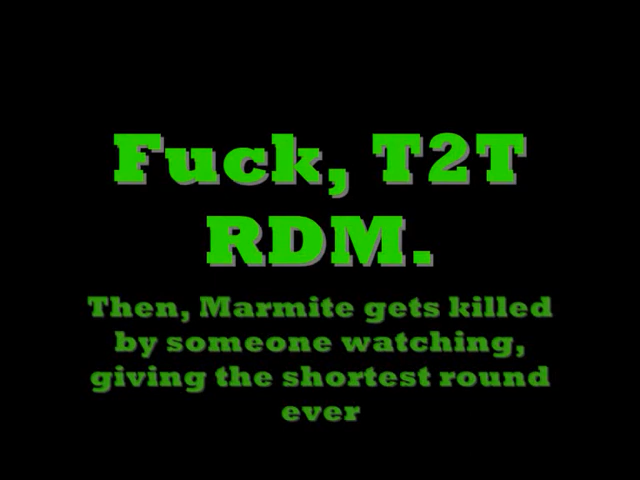 Fuck, T2T
RDM.
Then, Marmite gets killed
by someone watching,
giving the shortest round
ever